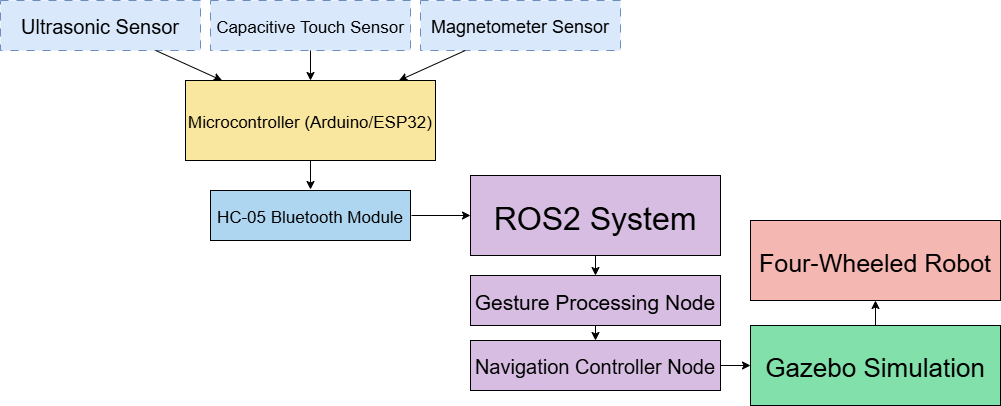 Ultrasonic Sensor
Capacitive Touch Sensor
Magnetometer Sensor
Microcontroller (Arduino/ESP32)
HC-05 Bluetooth Module
ROS2 System
Gesture Processing Node
Navigation Controller Node
Four-Wheeled Robot
Gazebo Simulation